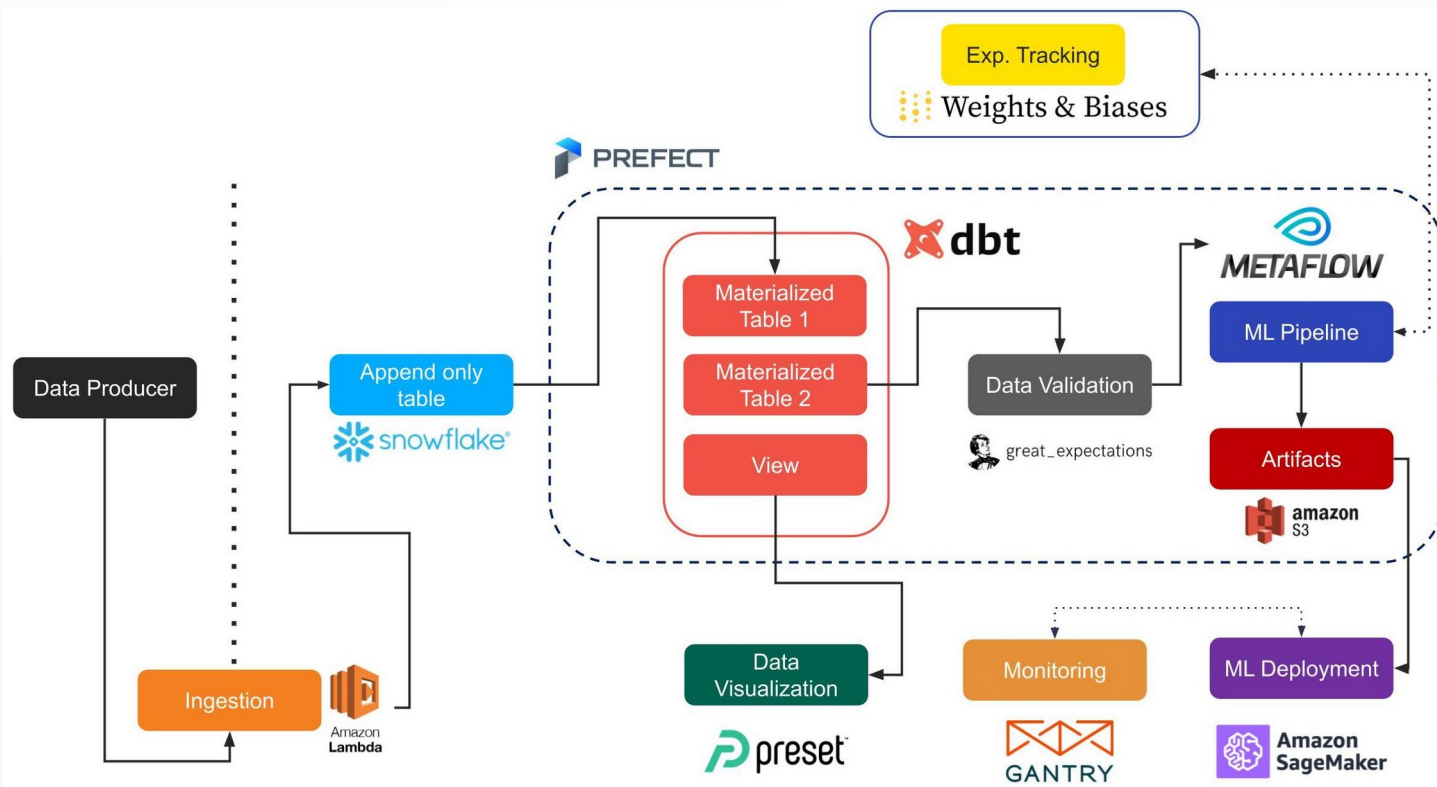 Exp. Tracking
Weights & Biases
PREFECT
dbt
METAFLOW
Materialized
Table 1
ML Pipeline
Data Producer
Append only
table
snowflake®
Materialized
Table 2
Data Validation
great_expectations
View
Artifacts
amazon
S3
Ingestion
Amazon
Lambda
Data
Visualization
preset™
Monitoring
GANTRY
ML Deployment
Amazon
SageMaker